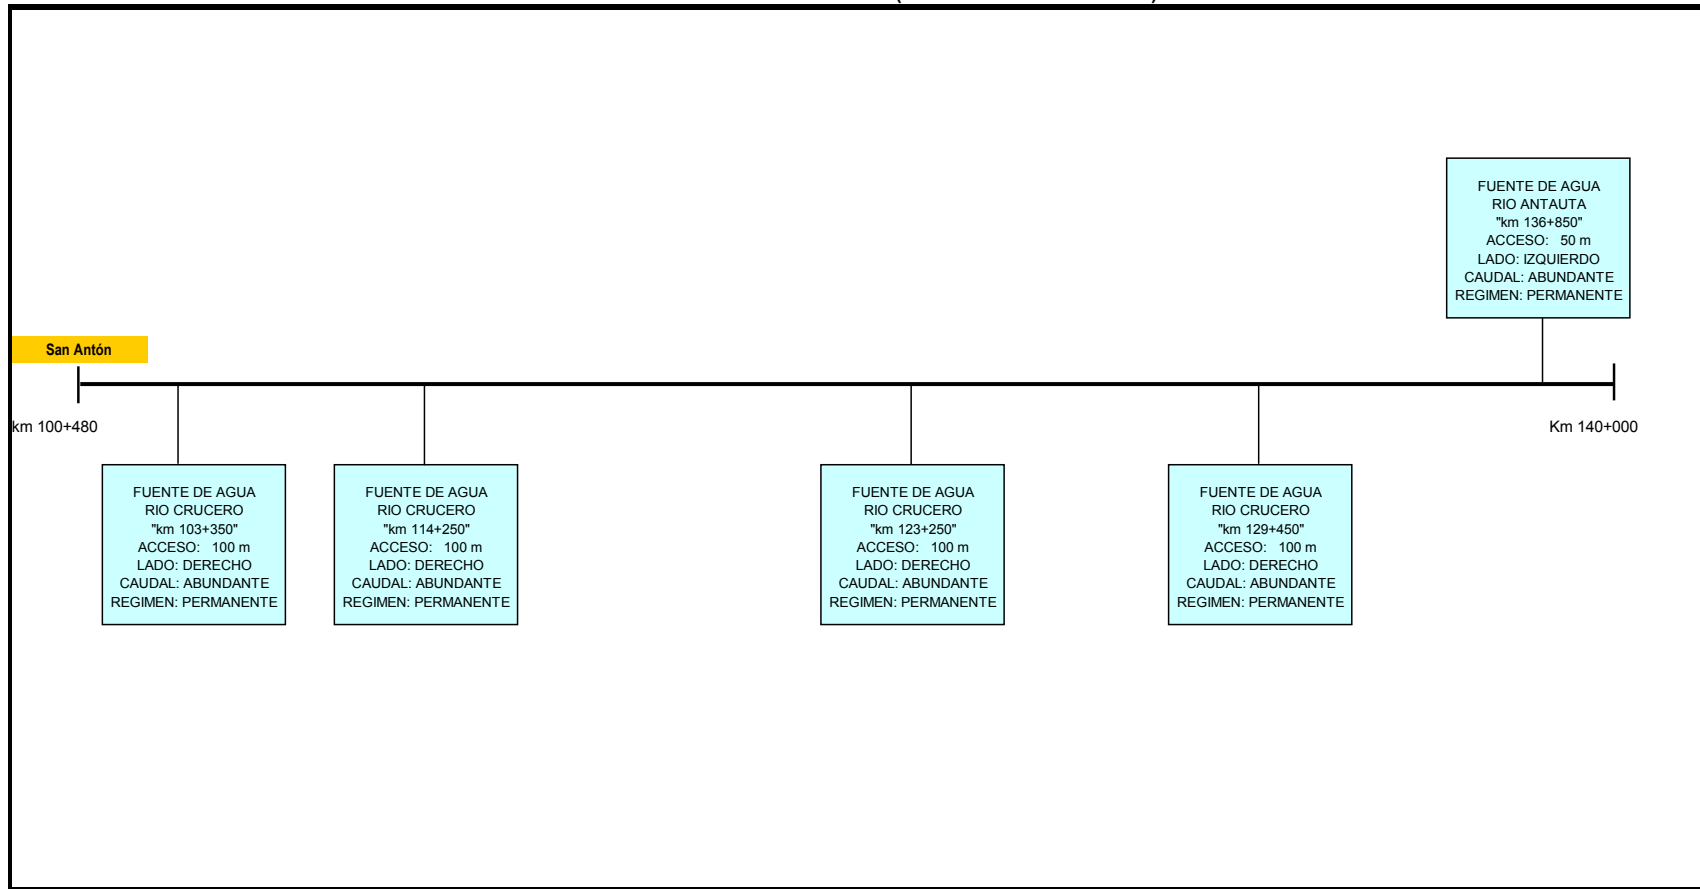 FUENTE DE AGUA
RIO ANTAUTA
"km 136+850"
ACCESO: 50 m
LADO: IZQUIERDO
CAUDAL: ABUNDANTE
REGIMEN: PERMANENTE
San Antón
km 100+480
Km 140+000
FUENTE DE AGUA
RIO CRUCERO
"km 103+350"
ACCESO: 100 m
LADO: DERECHO
CAUDAL: ABUNDANTE
REGIMEN: PERMANENTE
FUENTE DE AGUA
RIO CRUCERO
"km 114+250"
ACCESO: 100 m
LADO: DERECHO
CAUDAL: ABUNDANTE
REGIMEN: PERMANENTE
FUENTE DE AGUA
RIO CRUCERO
"km 123+250"
ACCESO: 100 m
LADO: DERECHO
CAUDAL: ABUNDANTE
REGIMEN: PERMANENTE
FUENTE DE AGUA
RIO CRUCERO
"km 129+450"
ACCESO: 100 m
LADO: DERECHO
CAUDAL: ABUNDANTE
REGIMEN: PERMANENTE